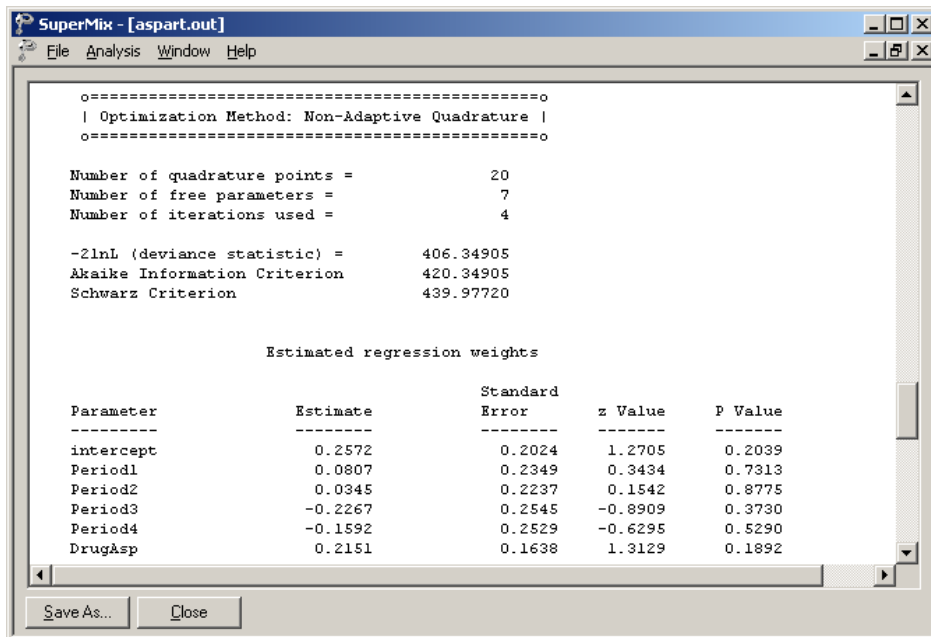 SuperMix - [aspart.out]
File Analysis Window Help
o==============================================o
| Optimization Method: Non-Adaptive Quadrature |
o==============================================o
Number of quadrature points = 20
Number of free parameters = 7
Number of iterations used = 4
-2lnL (deviance statistic) = 406.34905
Akaike Information Criterion 420.34905
Schwarz Criterion 439.97720
Estimated regression weights
Standard
Parameter Estimate Error z Value P Value
--------- -------- -------- ------- -------
intercept 0.2572 0.2024 1.2705 0.2039
Period1 0.0807 0.2349 0.3434 0.7313
Period2 0.0345 0.2237 0.1542 0.8775
Period3 -0.2267 0.2545 -0.8909 0.3730
Period4 -0.1592 0.2529 -0.6295 0.5290
DrugAsp 0.2151 0.1638 1.3129 0.1892
Save As... Close